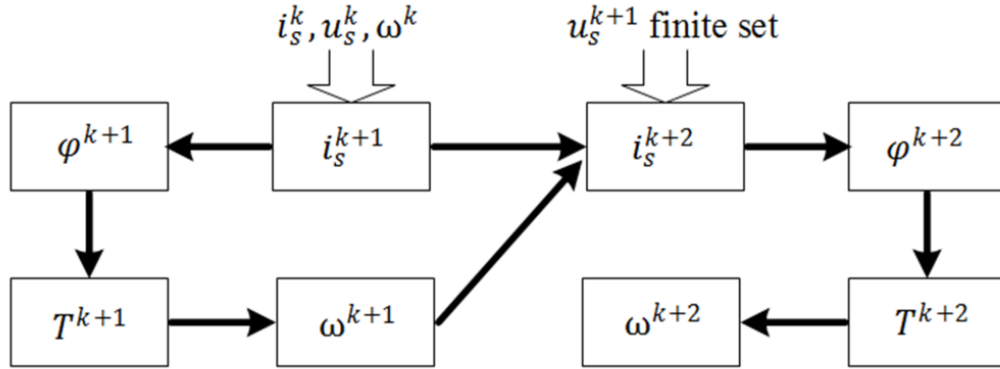 i_s^k, u_s^k, ω^k
u_s^{k+1} finite set
φ^{k+1}
i_s^{k+1}
i_s^{k+2}
φ^{k+2}
T^{k+1}
ω^{k+1}
ω^{k+2}
T^{k+2}